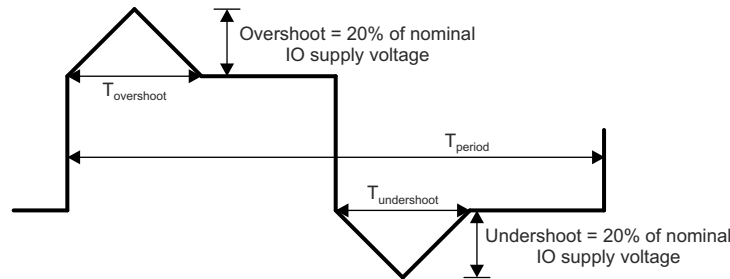 Overshoot = 20% of nominal
IO supply voltage
Tovershoot
Tperiod
Tundershoot
Undershoot = 20% of nominal
IO supply voltage